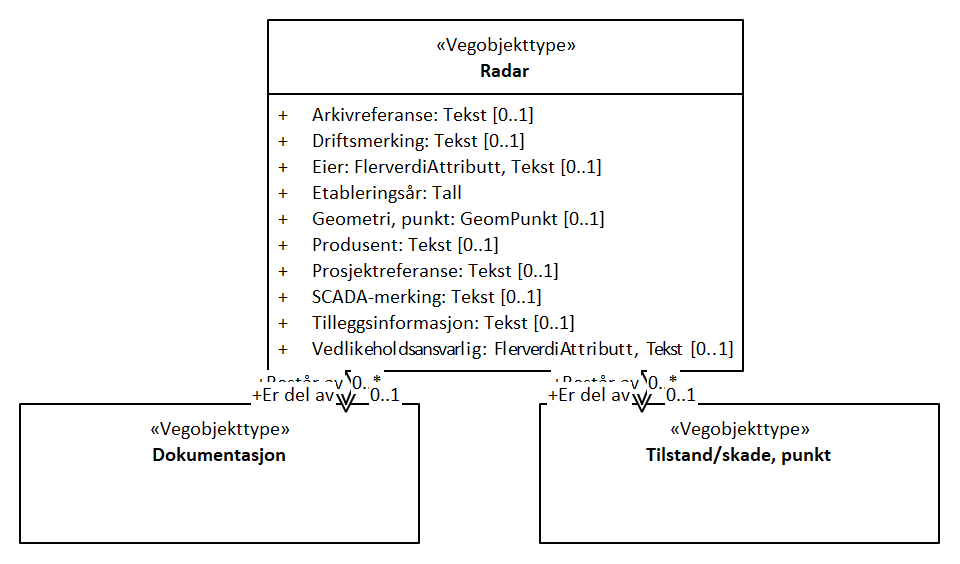 «Vegobjekttype»
Radar
+ Arkivreferanse: Tekst [0..1]
+ Driftsmerking: Tekst [0..1]
+ Eier: FlerverdiAttributt, Tekst [0..1]
+ Etableringsår: Tall
+ Geometri, punkt: GeomPunkt [0..1]
+ Produsent: Tekst [0..1]
+ Prosjektreferanse: Tekst [0..1]
+ SCADA-merking: Tekst [0..1]
+ Tilleggsinformasjon: Tekst [0..1]
+ Vedlikeholdsansvarlig: FlerverdiAttributt, Tekst [0..1]
+Består av 0..* +Består av 0..*
+Er del av 0..1 +Er del av 0..1
«Vegobjekttype» «Vegobjekttype»
Dokumentasjon Tilstand/skade, punkt